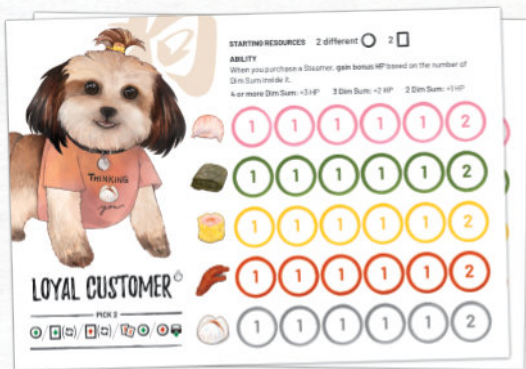 STARTING RESOURCES 2 different 2
ABILITY
When you purchase a Steamer, gain bonus HP based on the number of
Dim Sum inside it.
4 or more Dim Sum: +3 HP 3 Dim Sum: +2 HP 2 Dim Sum: +1 HP
1 1 1 1 1 2
1 1 1 1 1 2
1 1 1 1 1 2
1 1 1 1 1 2
1 1 1 1 1 2
THINKING
you
LOYAL CUSTOMER
PICK 2